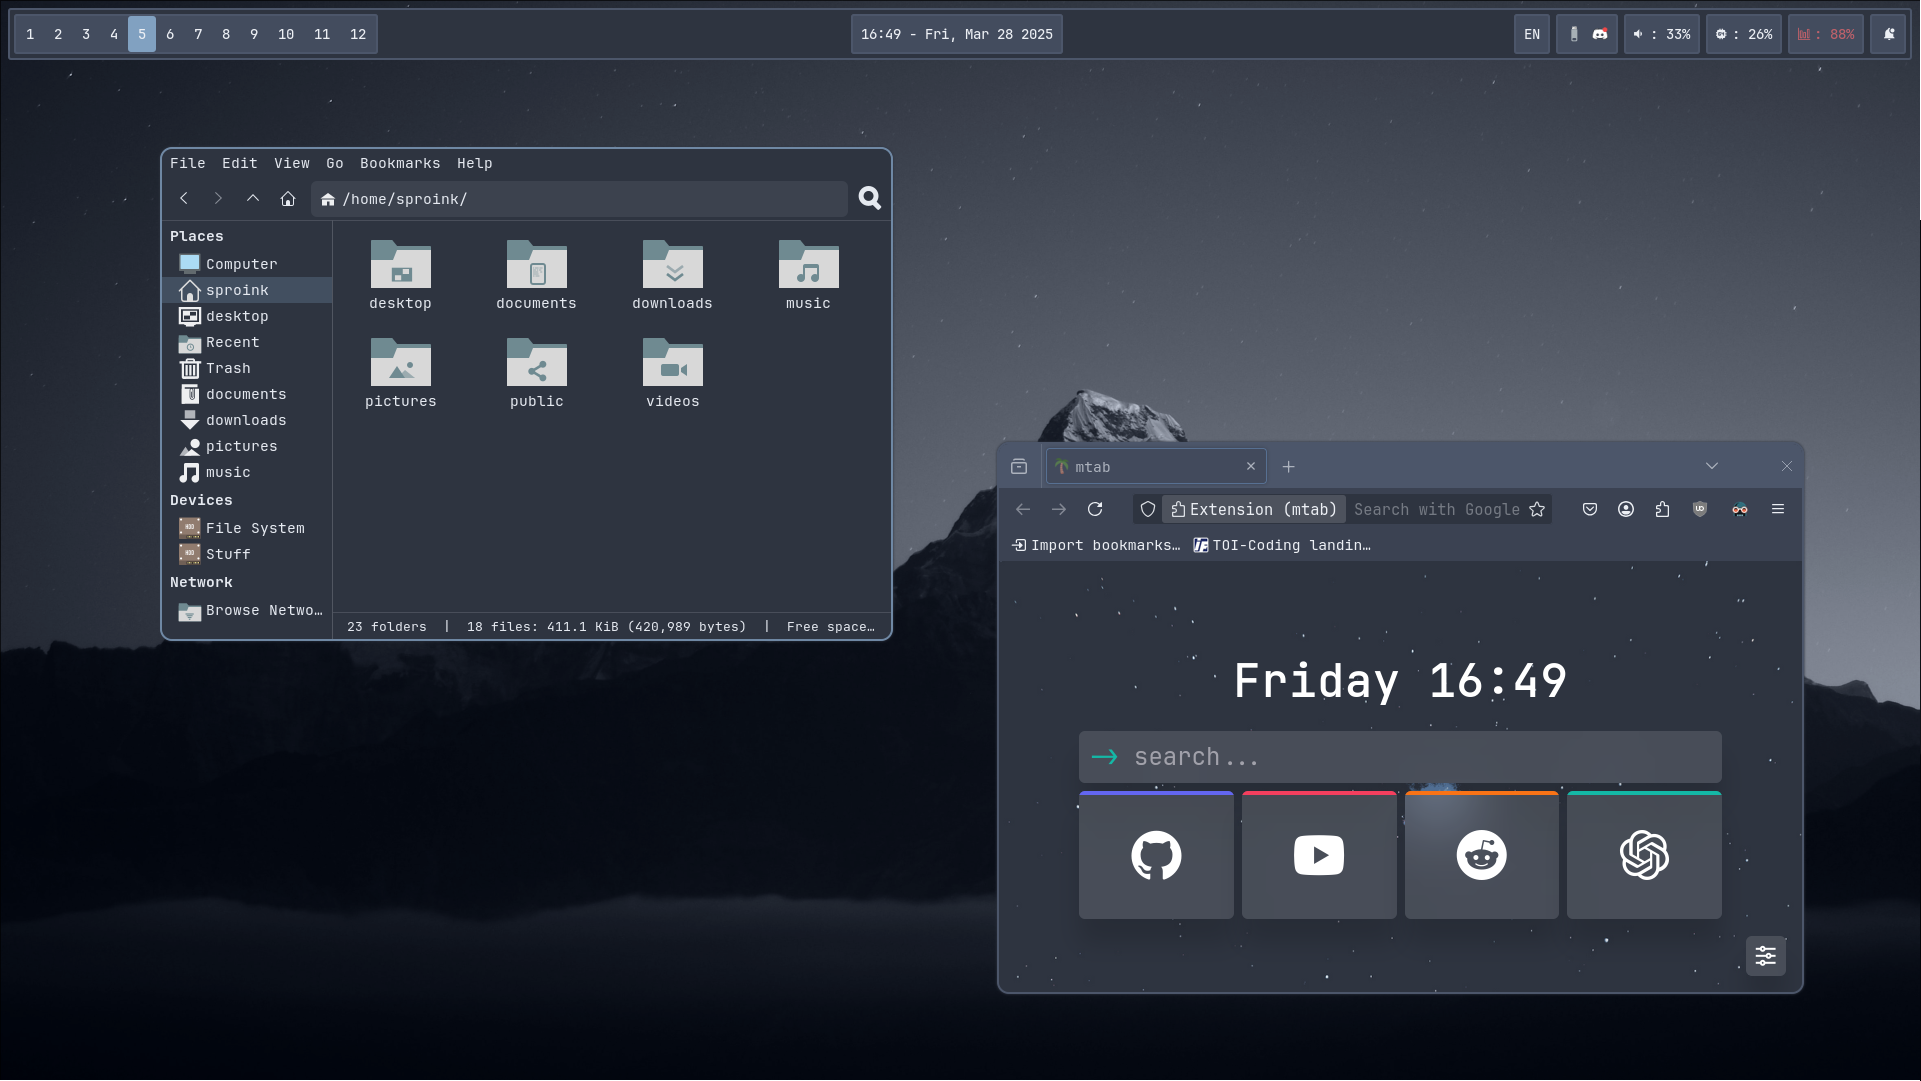 1 2 3 4 5 6 7 8 9 10 11 12
16:49 - Fri, Mar 28 2025
EN
: 33%
: 26%
: 88%
File Edit View Go Bookmarks Help
/home/sproink/
Places
Computer
sproink
desktop
Recent
Trash
documents
downloads
pictures
music
Devices
File System
Stuff
Network
Browse Netwo…
desktop documents downloads music
pictures public videos
23 folders | 18 files: 411.1 KiB (420,989 bytes) | Free space…
mtab
Extension (mtab) Search with Google
Import bookmarks… TOI-Coding landin…
Friday 16:49
search...